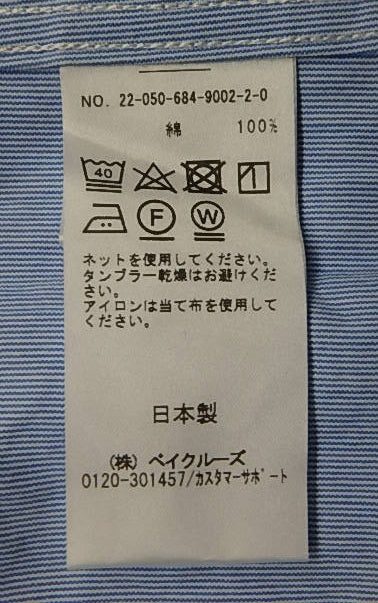 NO. 22-050-684-9002-2-0
綿 100%
40
F W
ネットを使用してください。
タンブラー乾燥はお避けくだ
さい。
アイロンは当て布を使用して
ください。
日本製
(株) ベイクルーズ
0120-301457/カスタマーサポート